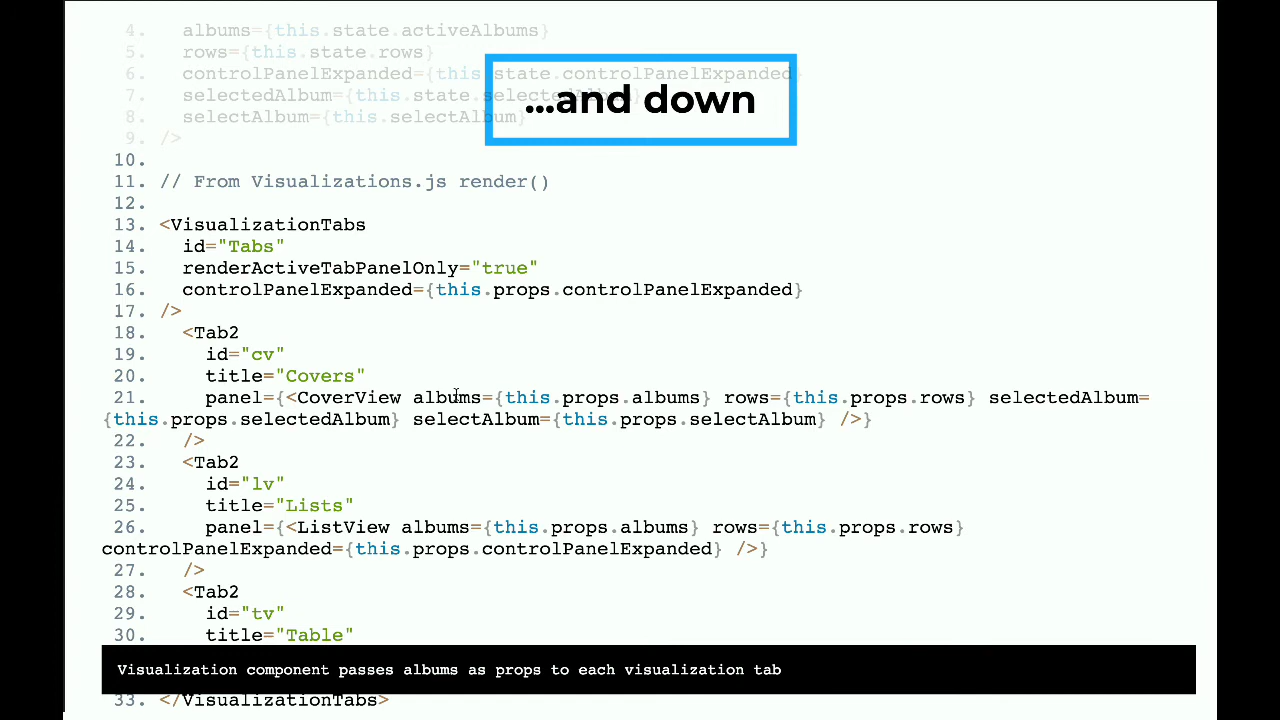 4. albums={this.state.activeAlbums}
5. rows={this.state.rows}
6. controlPanelExpanded={this.state.controlPanelExpanded}
...and down
7. selectedAlbum={this.state.selectedAlbum}
8. selectAlbum={this.selectAlbum}
9. />
10.
11. // From Visualizations.js render()
12.
13. <VisualizationTabs
14. id="Tabs"
15. renderActiveTabPanelOnly="true"
16. controlPanelExpanded={this.props.controlPanelExpanded}
17. />
18. <Tab2
19. id="cv"
20. title="Covers"
21. panel={<CoverView albums={this.props.albums} rows={this.props.rows} selectedAlbum=
{this.props.selectedAlbum} selectAlbum={this.props.selectAlbum} />}
22. />
23. <Tab2
24. id="lv"
25. title="Lists"
26. panel={<ListView albums={this.props.albums} rows={this.props.rows}
controlPanelExpanded={this.props.controlPanelExpanded} />}
27. />
28. <Tab2
29. id="tv"
30. title="Table"
Visualization component passes albums as props to each visualization tab
33. </VisualizationTabs>